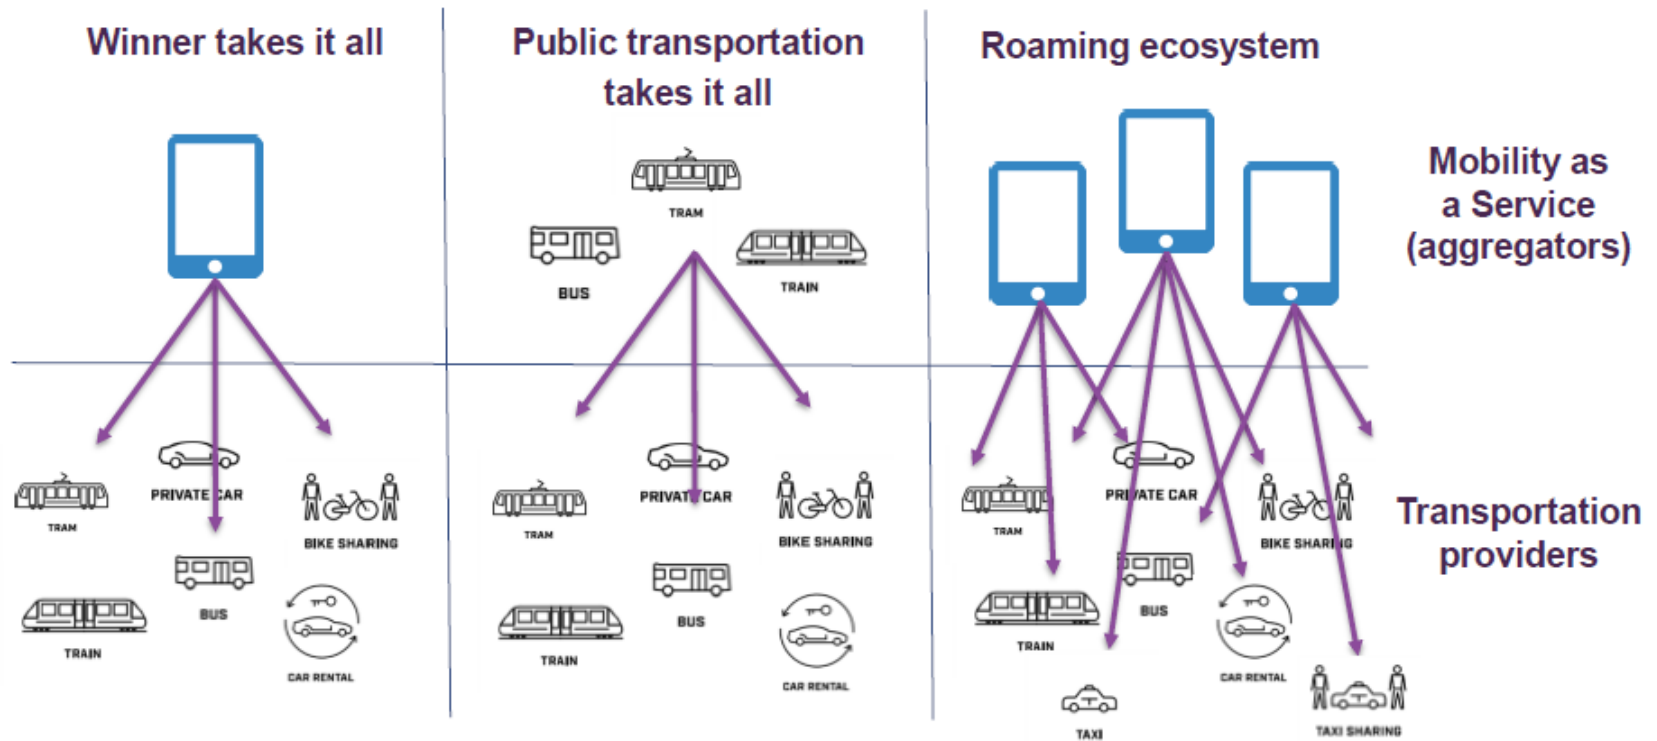 Winner takes it all
Public transportation
takes it all
Roaming ecosystem
Mobility as
a Service
(aggregators)
TRAM
BUS
TRAIN
Transportation
providers
PRIVATE CAR
TRAM
BIKE SHARING
BUS
TRAIN
CAR RENTAL
PRIVATE CAR
TRAM
BIKE SHARING
BUS
TRAIN
CAR RENTAL
PRIVATE CAR
TRAM
BIKE SHARING
BUS
TRAIN
CAR RENTAL
TAXI
TAXI SHARING